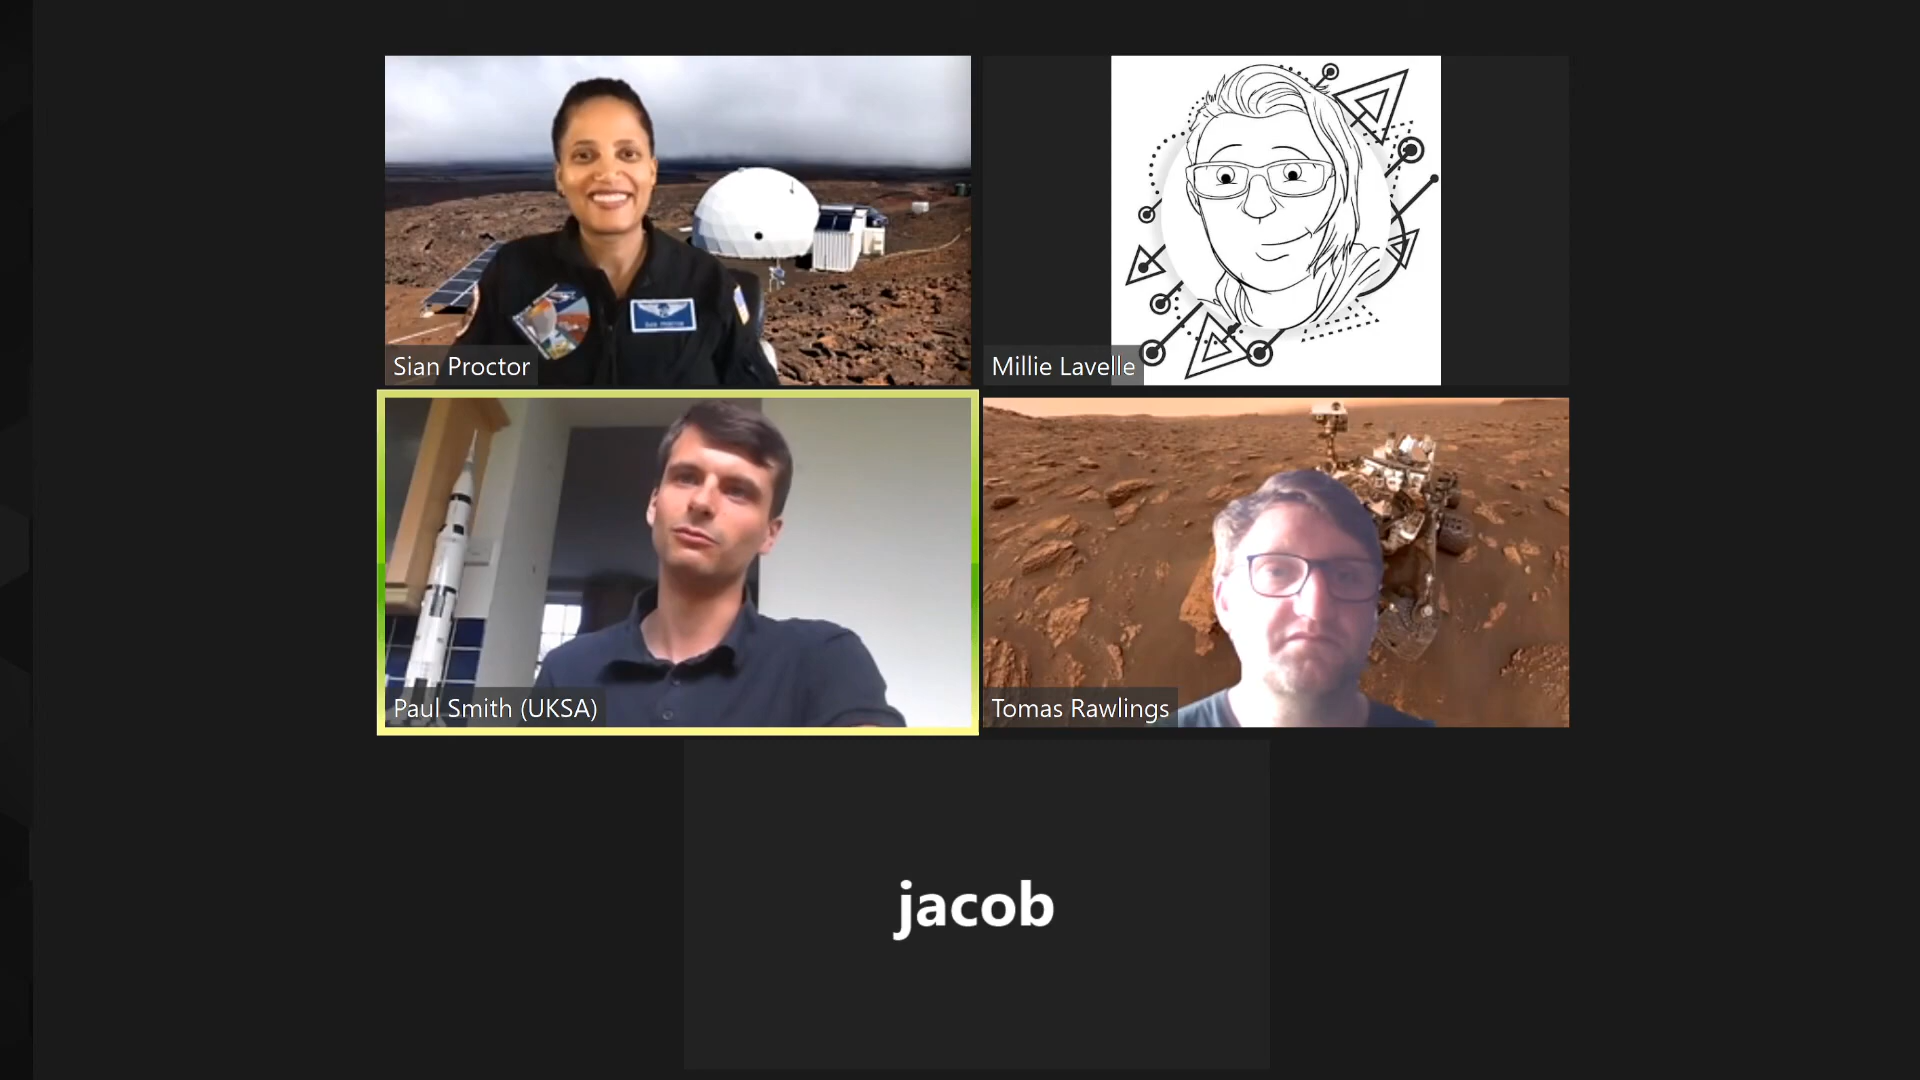 Sian Proctor
Millie Lavelle
Paul Smith (UKSA)
Tomas Rawlings
jacob